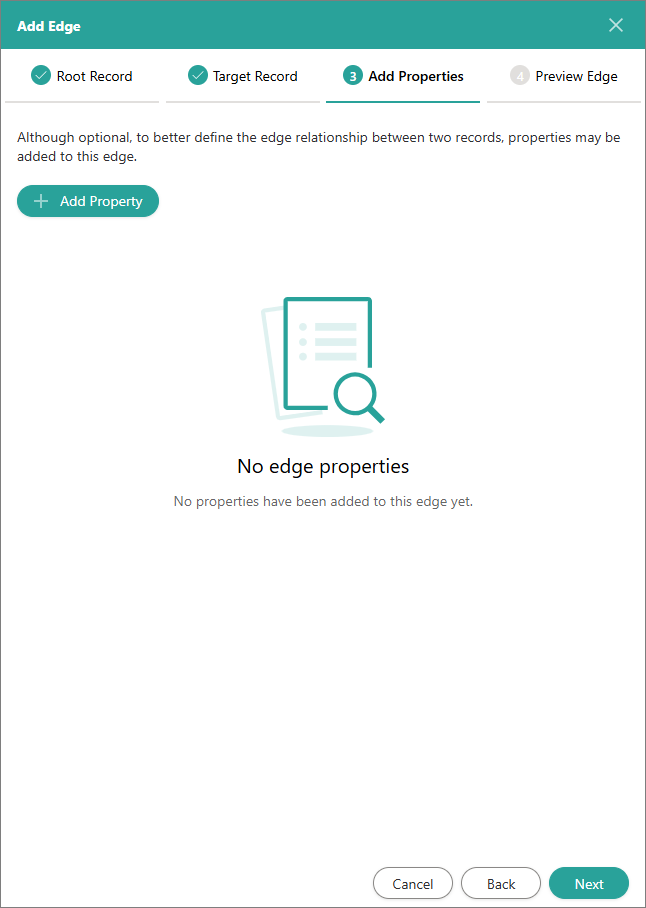 Add Edge
Root Record
Target Record
3 Add Properties
4 Preview Edge
Although optional, to better define the edge relationship between two records, properties may be
added to this edge.
Add Property
No edge properties
No properties have been added to this edge yet.
Cancel
Back
Next